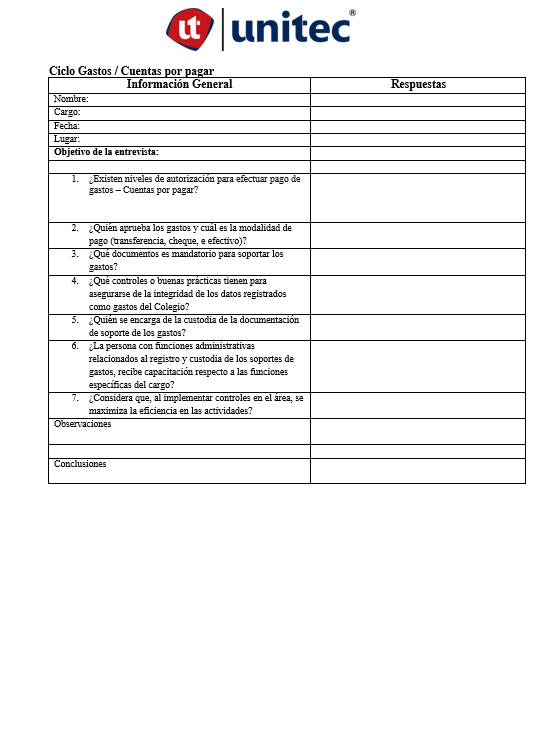 ut unitec®
Ciclo Gastos / Cuentas por pagar
Información General Respuestas
Nombre:
Cargo:
Fecha:
Lugar:
Objetivo de la entrevista:
1. ¿Existen niveles de autorización para efectuar pago de
gastos – Cuentas por pagar?
2. ¿Quién aprueba los gastos y cuál es la modalidad de
pago (transferencia, cheque, e efectivo)?
3. ¿Qué documentos es mandatorio para soportar los
gastos?
4. ¿Qué controles o buenas prácticas tienen para
asegurarse de la integridad de los datos registrados
como gastos del Colegio?
5. ¿Quién se encarga de la custodia de la documentación
de soporte de los gastos?
6. ¿La persona con funciones administrativas
relacionados al registro y custodia de los soportes de
gastos, recibe capacitación respecto a las funciones
específicas del cargo?
7. ¿Considera que, al implementar controles en el área, se
maximiza la eficiencia en las actividades?
Observaciones
Conclusiones